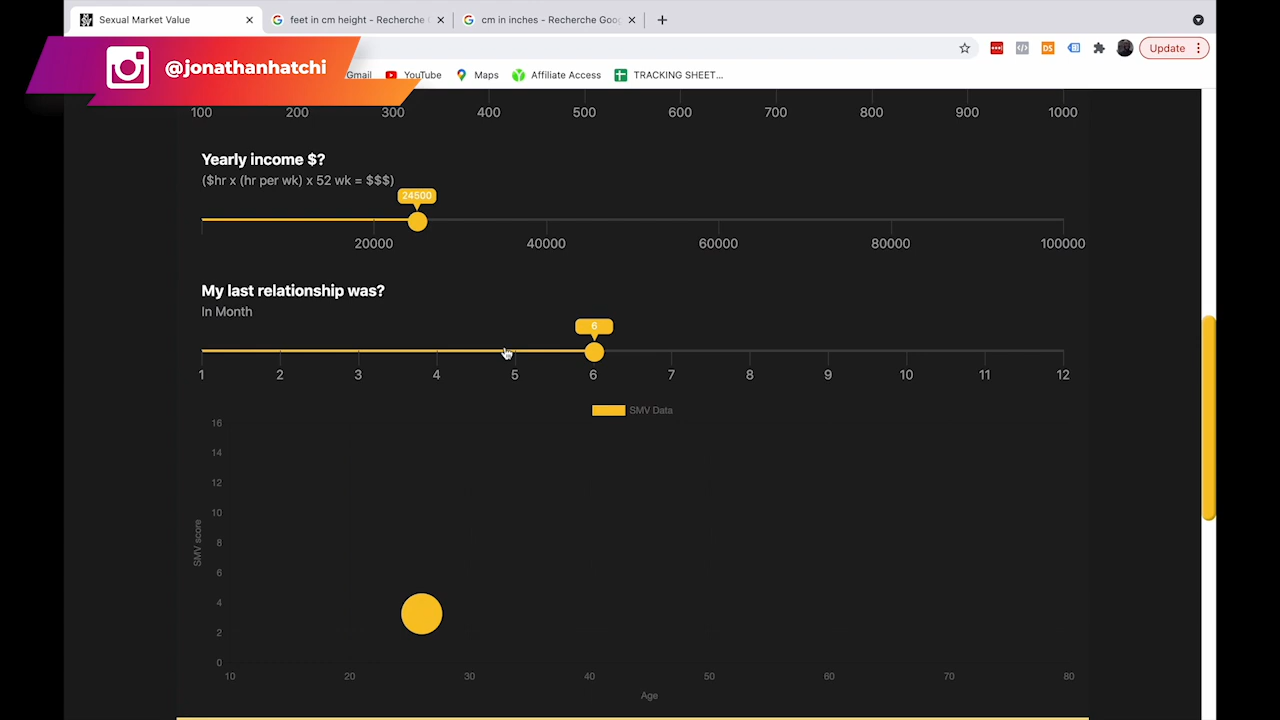 Sexual Market Value
feet in cm height - Recherche G
cm in inches - Recherche Goo
Update
@jonathanhatchi
Gmail
YouTube
Maps
Affiliate Access
TRACKING SHEET...
DS
100 200 300 400 500 600 700 800 900 1000
Yearly income $?
($hr x (hr per wk) x 52 wk = $$$)
24500
20000 40000 60000 80000 100000
My last relationship was?
In Month
6
1 2 3 4 5 6 7 8 9 10 11 12
SMV Data
16
14
12
10
8
6
4
2
0
SMV score
10 20 30 40 50 60 70 80
Age